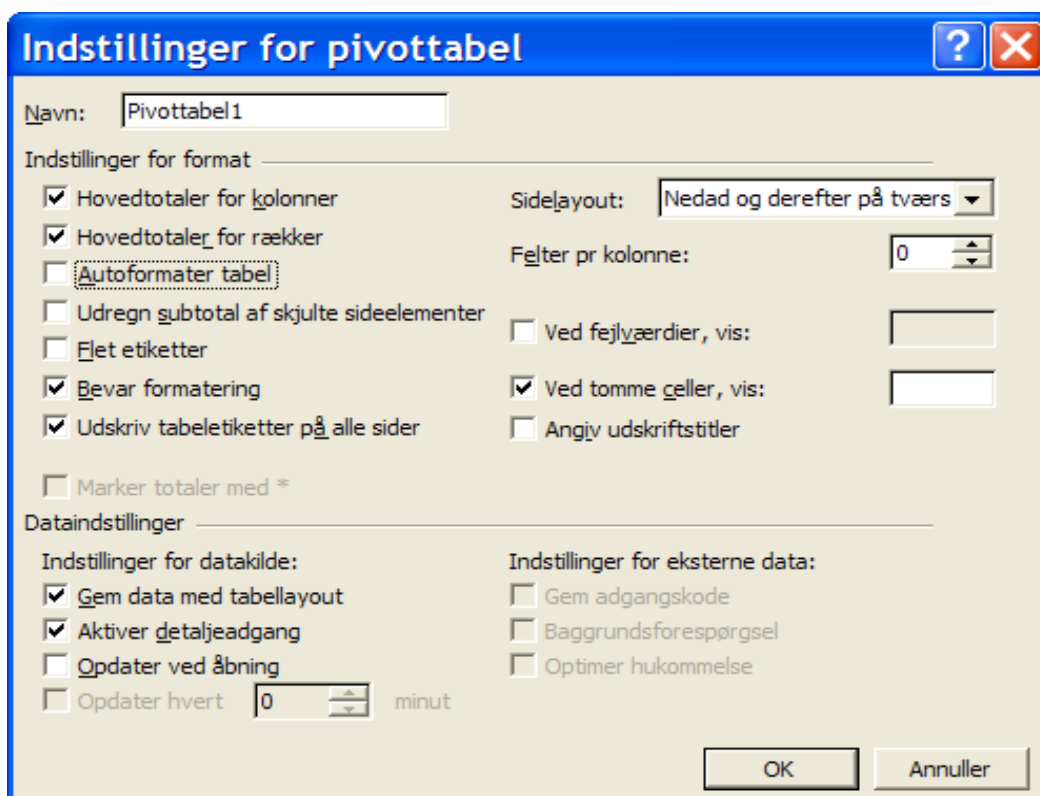 Indstillinger for pivottabel
Navn: Pivottabel1
Indstillinger for format
Hovedtotaler for kolonner
Hovedtotaler for rækker
Autoformater tabel
Udregn subtotal af skjulte sideelementer
Flet etiketter
Bevar formatering
Udskriv tabeletiketter på alle sider
Marker totaler med *
Sidelayout: Nedad og derefter på tværs
Felter pr kolonne: 0
Ved fejlværdier, vis:
Ved tomme celler, vis:
Angiv udskriftstitler
Dataindstillinger
Indstillinger for datakilde:
Gem data med tabellayout
Aktiver detaljeadgang
Opdater ved åbning
Opdater hvert 0 minut
Indstillinger for eksterne data:
Gem adgangskode
Baggrundsforespørgsel
Optimer hukommelse
OK Annuller